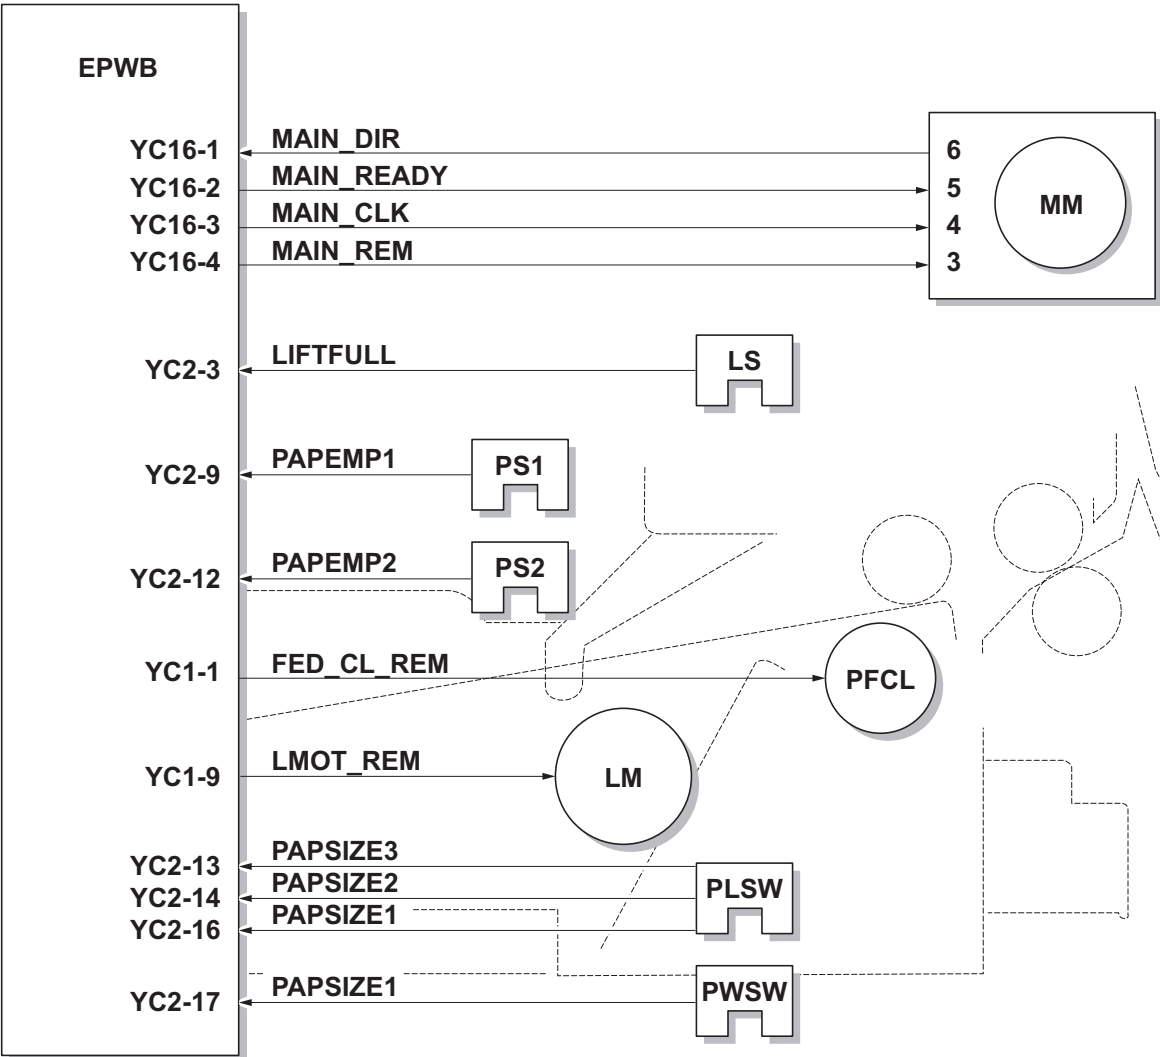 EPWB
YC16-1 MAIN_DIR 6
YC16-2 MAIN_READY 5 MM
YC16-3 MAIN_CLK 4
YC16-4 MAIN_REM 3
YC2-3 LIFTFULL LS
YC2-9 PAPEMP1 PS1
YC2-12 PAPEMP2 PS2
YC1-1 FED_CL_REM PFCL
YC1-9 LMOT_REM LM
YC2-13 PAPSIZE3
YC2-14 PAPSIZE2 PLSW
YC2-16 PAPSIZE1
YC2-17 PAPSIZE1 PWSW